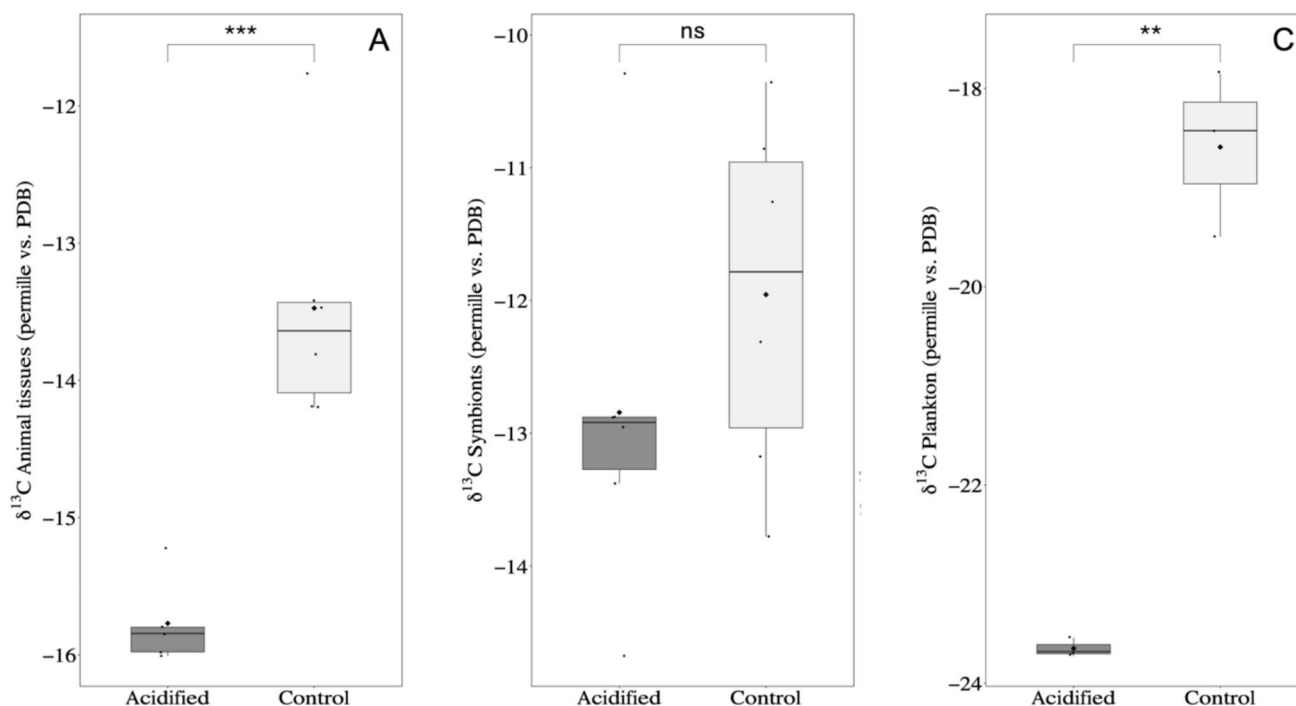 A
***
δ¹³C Animal tissues (permille vs. PDB)
−12
−13
−14
−15
−16
Acidified Control
ns
δ¹³C Symbionts (permille vs. PDB)
−10
−11
−12
−13
−14
Acidified Control
C
**
δ¹³C Plankton (permille vs. PDB)
−18
−20
−22
−24
Acidified Control